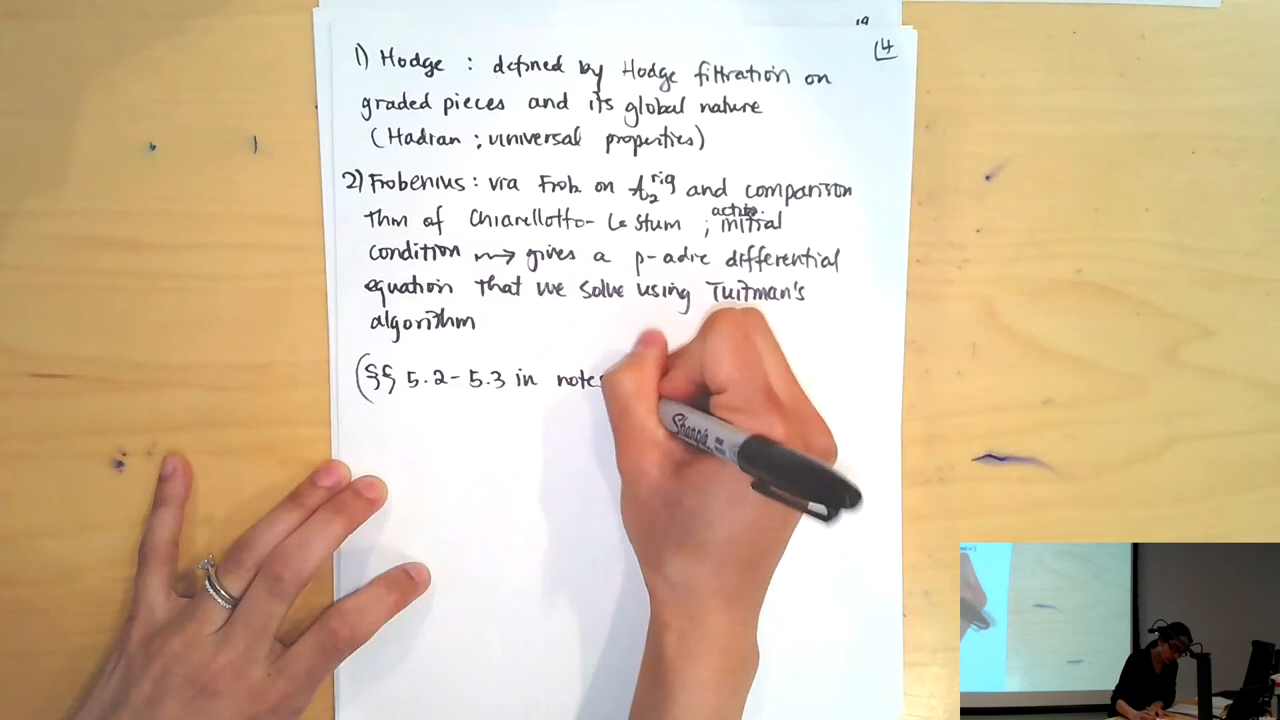 14
1) Hodge : defined by Hodge filtration on
graded pieces and its global nature
(Hadian ; universal properties)
2) Frobenius : via Frob. on A₂^rig and comparison
thm of Chiarellotto - Le Stum ; initial
condition ⇝ gives a p-adic differential
equation that we solve using Tuitman's
algorithm
(§§ 5.2 - 5.3 in notes
Sharpie